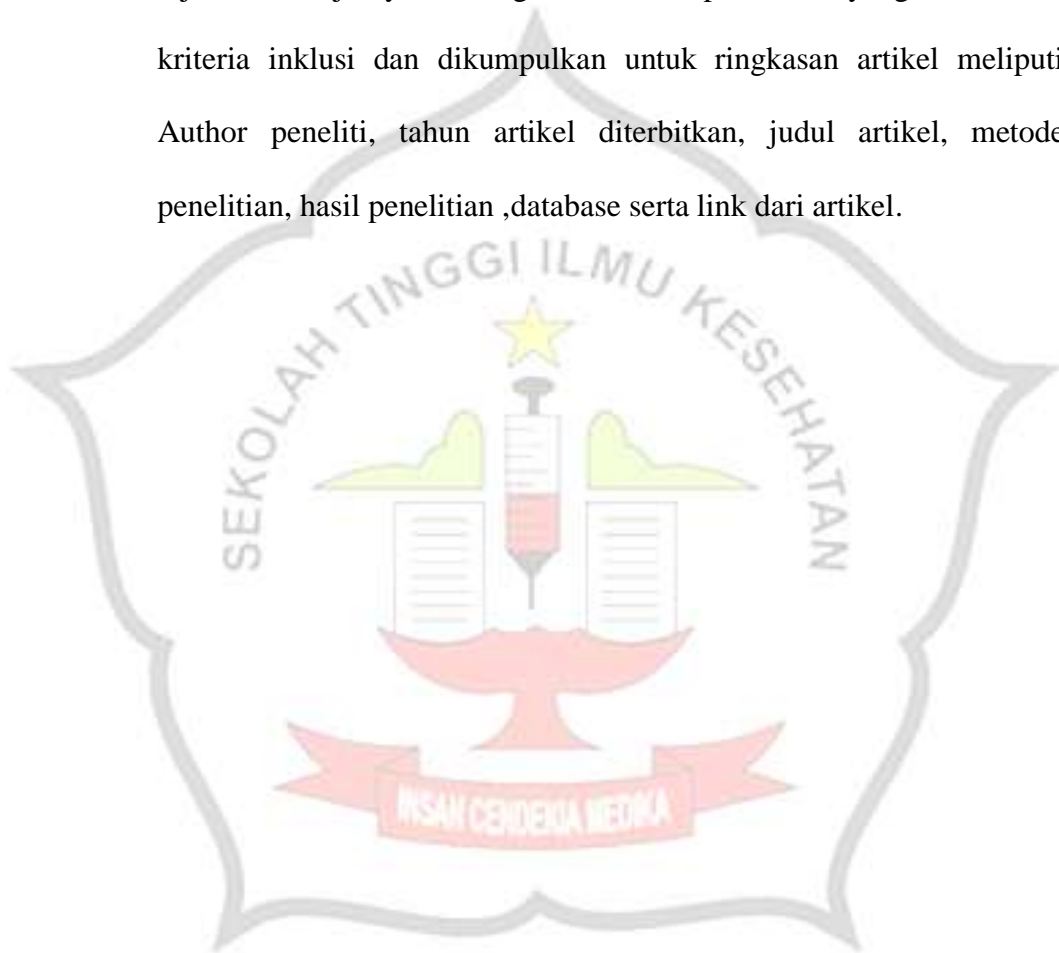 kriteria inklusi dan dikumpulkan untuk ringkasan artikel meliputi
Author peneliti, tahun artikel diterbitkan, judul artikel, metode
penelitian, hasil penelitian ,database serta link dari artikel.
SEKOLAH TINGGI ILMU KESEHATAN
INSAN CENDEKIA MEDIKA